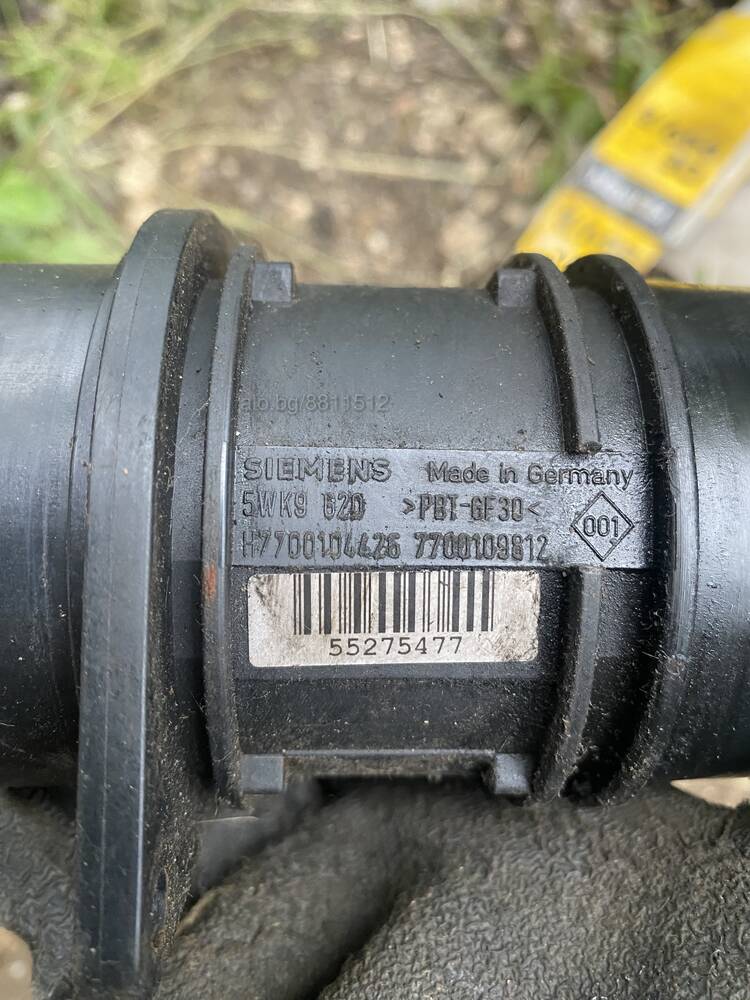 alo.bg/8811512
SIEMENS Made in Germany
5WK9 620 >PBT-GF30<
001
H7700104426 7700109812
55275477